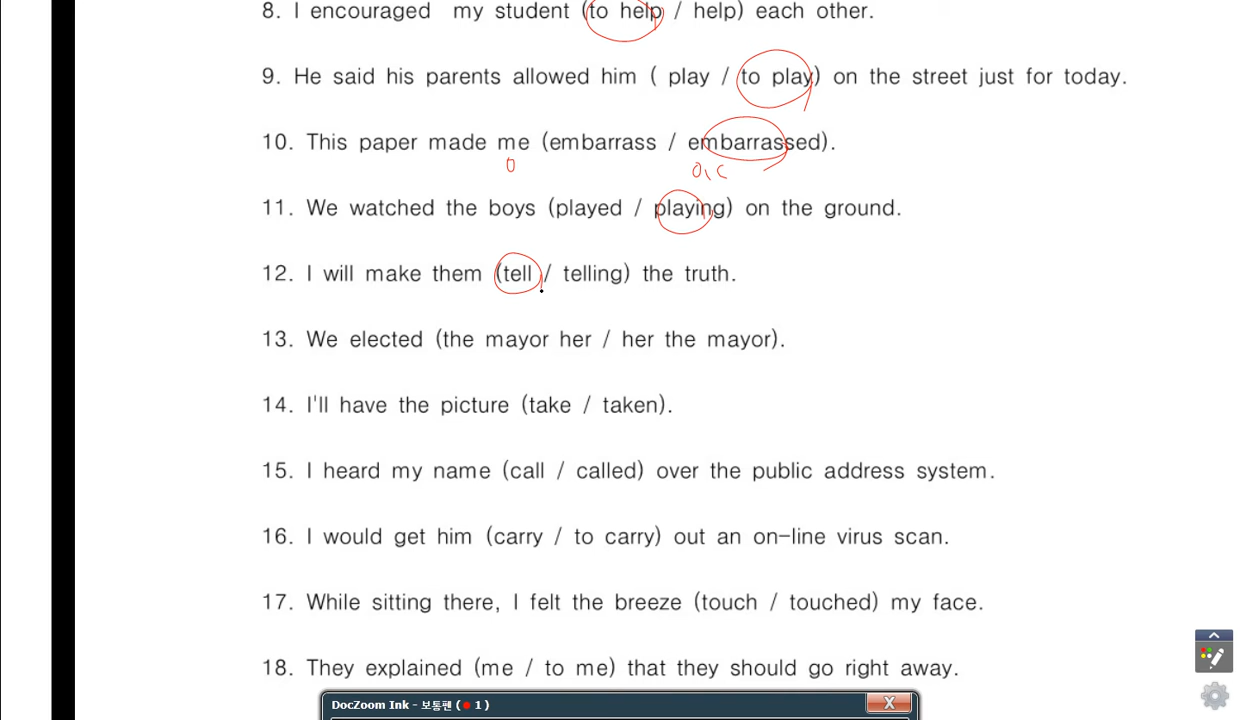 8. I encouraged my student (to help / help) each other.
9. He said his parents allowed him ( play / to play) on the street just for today.
10. This paper made me (embarrass / embarrassed).
O O,C
11. We watched the boys (played / playing) on the ground.
12. I will make them (tell / telling) the truth.
13. We elected (the mayor her / her the mayor).
14. I'll have the picture (take / taken).
15. I heard my name (call / called) over the public address system.
16. I would get him (carry / to carry) out an on-line virus scan.
17. While sitting there, I felt the breeze (touch / touched) my face.
18. They explained (me / to me) that they should go right away.
DocZoom Ink - 보통펜 ( 1 ) X